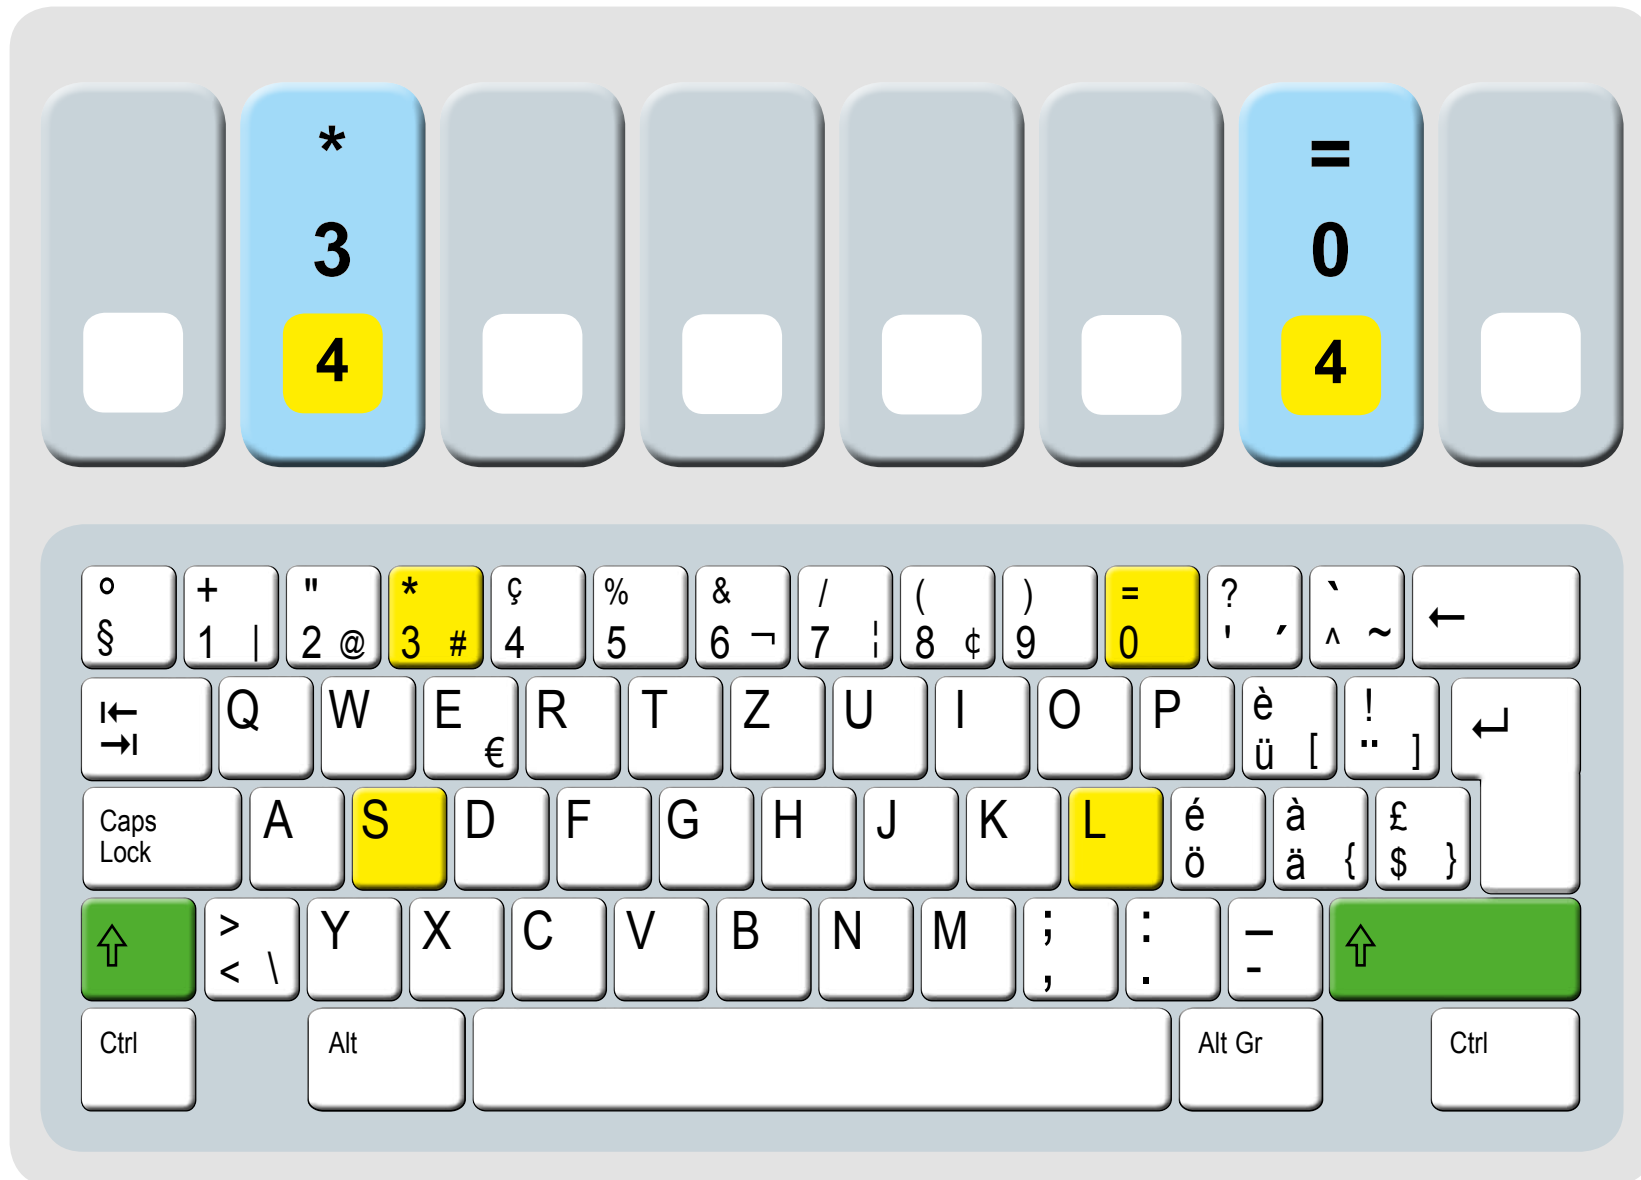 * =
3 0
4 4
° + " * ç % & / ( ) = ? `
§ 1 | 2 @ 3 # 4 5 6 ¬ 7 ¦ 8 ¢ 9 0 ' ´ ^ ~ ←
Q W E € R T Z U I O P è ü [ ! ¨ ]
Caps Lock A S D F G H J K L é ö à ä { £ $ }
> < \ Y X C V B N M ; , : . – -
Ctrl Alt Alt Gr Ctrl